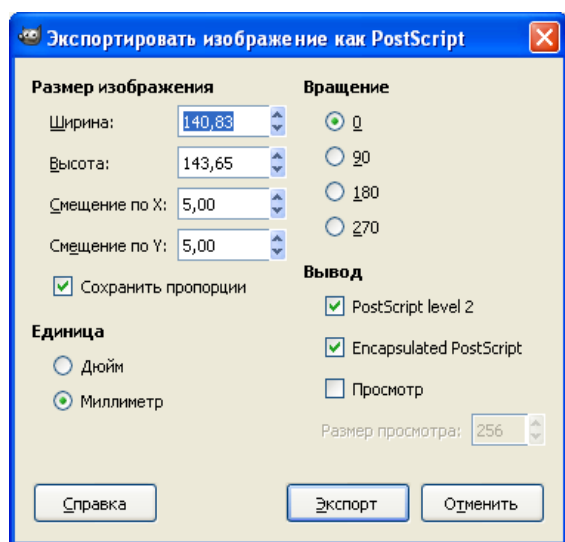 Экспортировать изображение как PostScript
Размер изображения
Ширина: 140,83
Высота: 143,65
Смещение по X: 5,00
Смещение по Y: 5,00
Сохранить пропорции
Единица
Дюйм
Миллиметр
Вращение
0
90
180
270
Вывод
PostScript level 2
Encapsulated PostScript
Просмотр
Размер просмотра: 256
Справка
Экспорт
Отменить